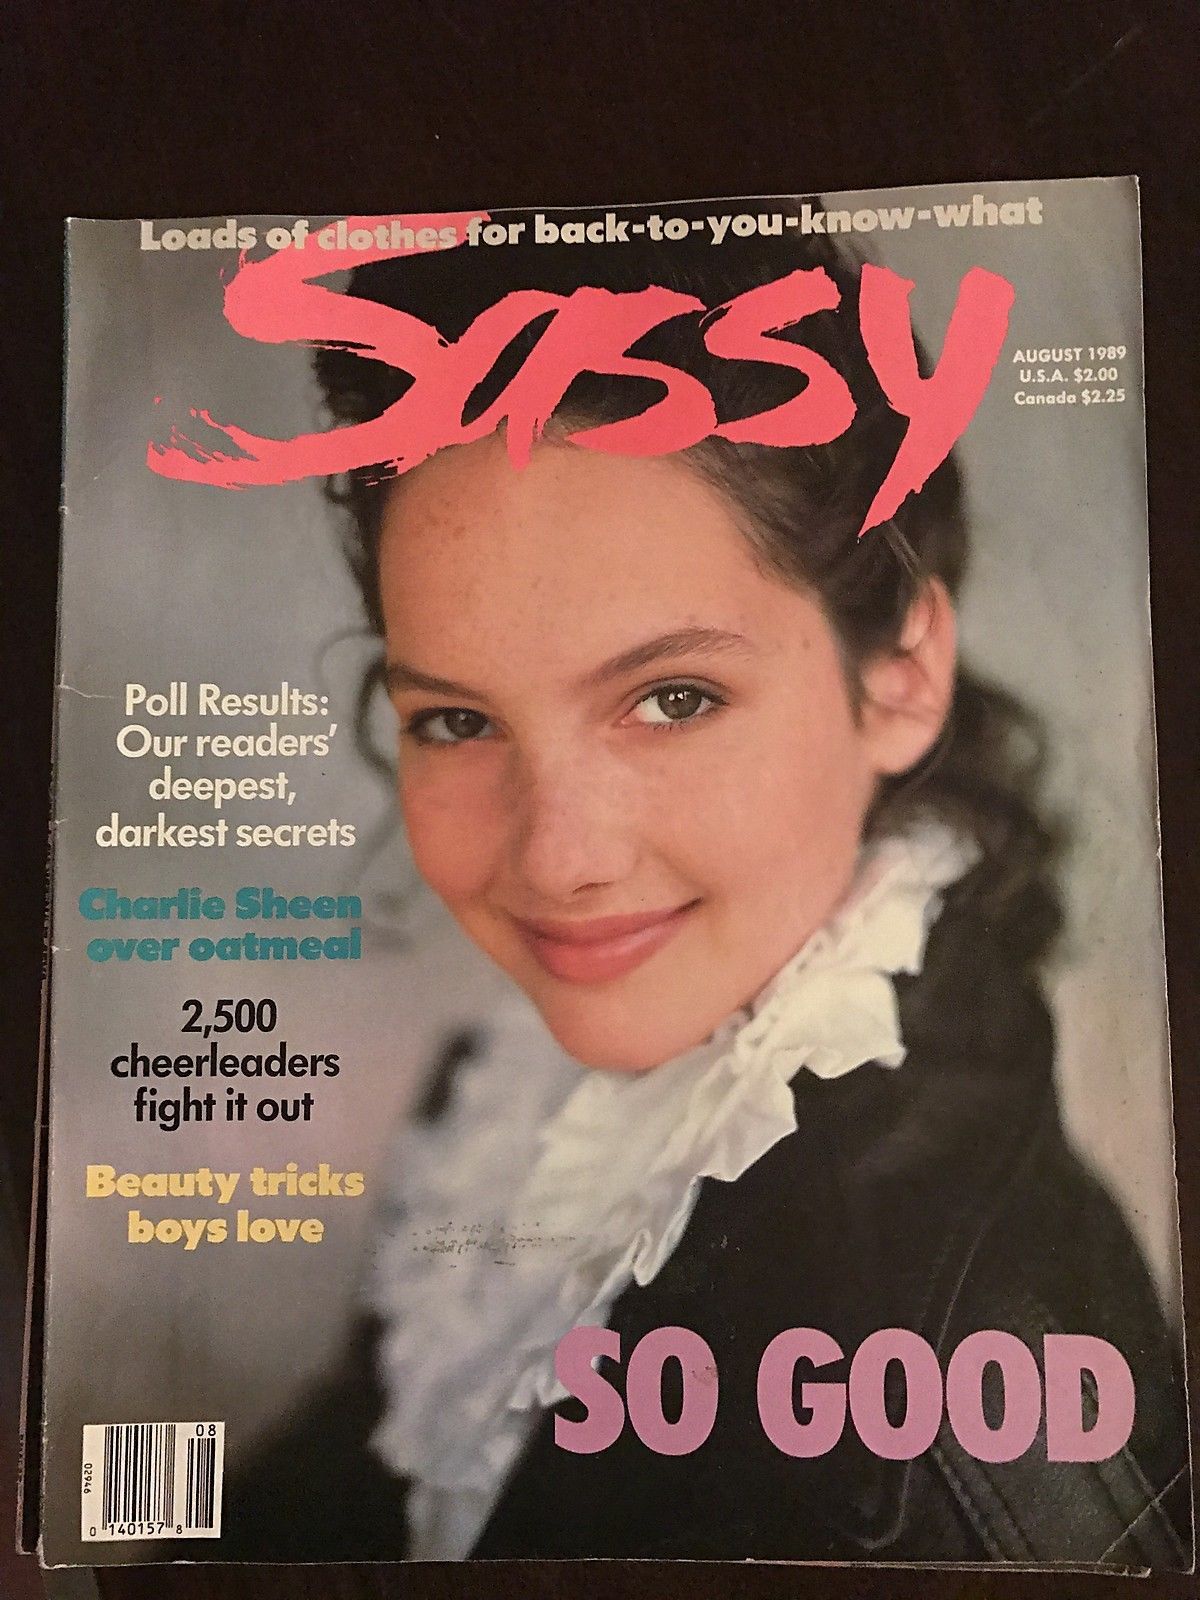 Loads of clothes for back-to-you-know-what
Sassy
AUGUST 1989
U.S.A. $2.00
Canada $2.25
Poll Results:
Our readers'
deepest,
darkest secrets
Charlie Sheen
over oatmeal
2,500
cheerleaders
fight it out
Beauty tricks
boys love
SO GOOD
08
02946
0 140157 8